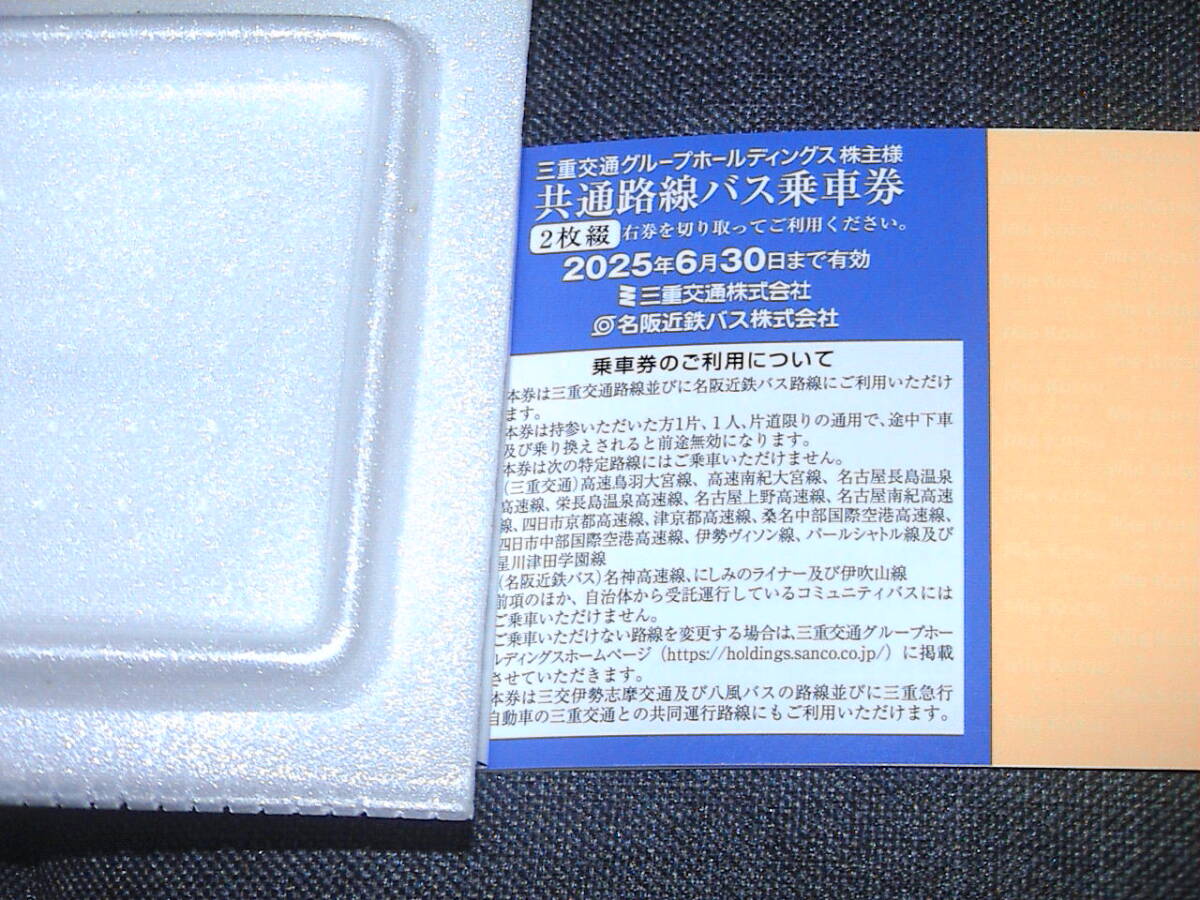 三重交通グループホールディングス 株主様
共通路線バス乗車券
2枚綴 右券を切り取ってご利用ください。
2025年6月30日まで有効
三重交通株式会社
名阪近鉄バス株式会社
乗車券のご利用について
本券は三重交通路線並びに名阪近鉄バス路線にご利用いただけ
ます。
本券は持参いただいた方1片、1人、片道限りの通用で、途中下車
及び乗り換えされると前途無効になります。
本券は次の特定路線にはご乗車いただけません。
(三重交通)高速鳥羽大宮線、高速南紀大宮線、名古屋長島温泉
高速線、栄長島温泉高速線、名古屋上野高速線、名古屋南紀高速
線、四日市京都高速線、津京都高速線、桑名中部国際空港高速線、
四日市中部国際空港高速線、伊勢ヴィソン線、パールシャトル線及び
星川津田学園線
(名阪近鉄バス)名神高速線、にしみのライナー及び伊吹山線
前項のほか、自治体から受託運行しているコミュニティバスには
ご乗車いただけません。
ご乗車いただけない路線を変更する場合は、三重交通グループホー
ルディングスホームページ(https://holdings.sanco.co.jp/)に掲載
させていただきます。
本券は三交伊勢志摩交通及び八風バスの路線並びに三重急行
自動車の三重交通との共同運行路線にもご利用いただけます。